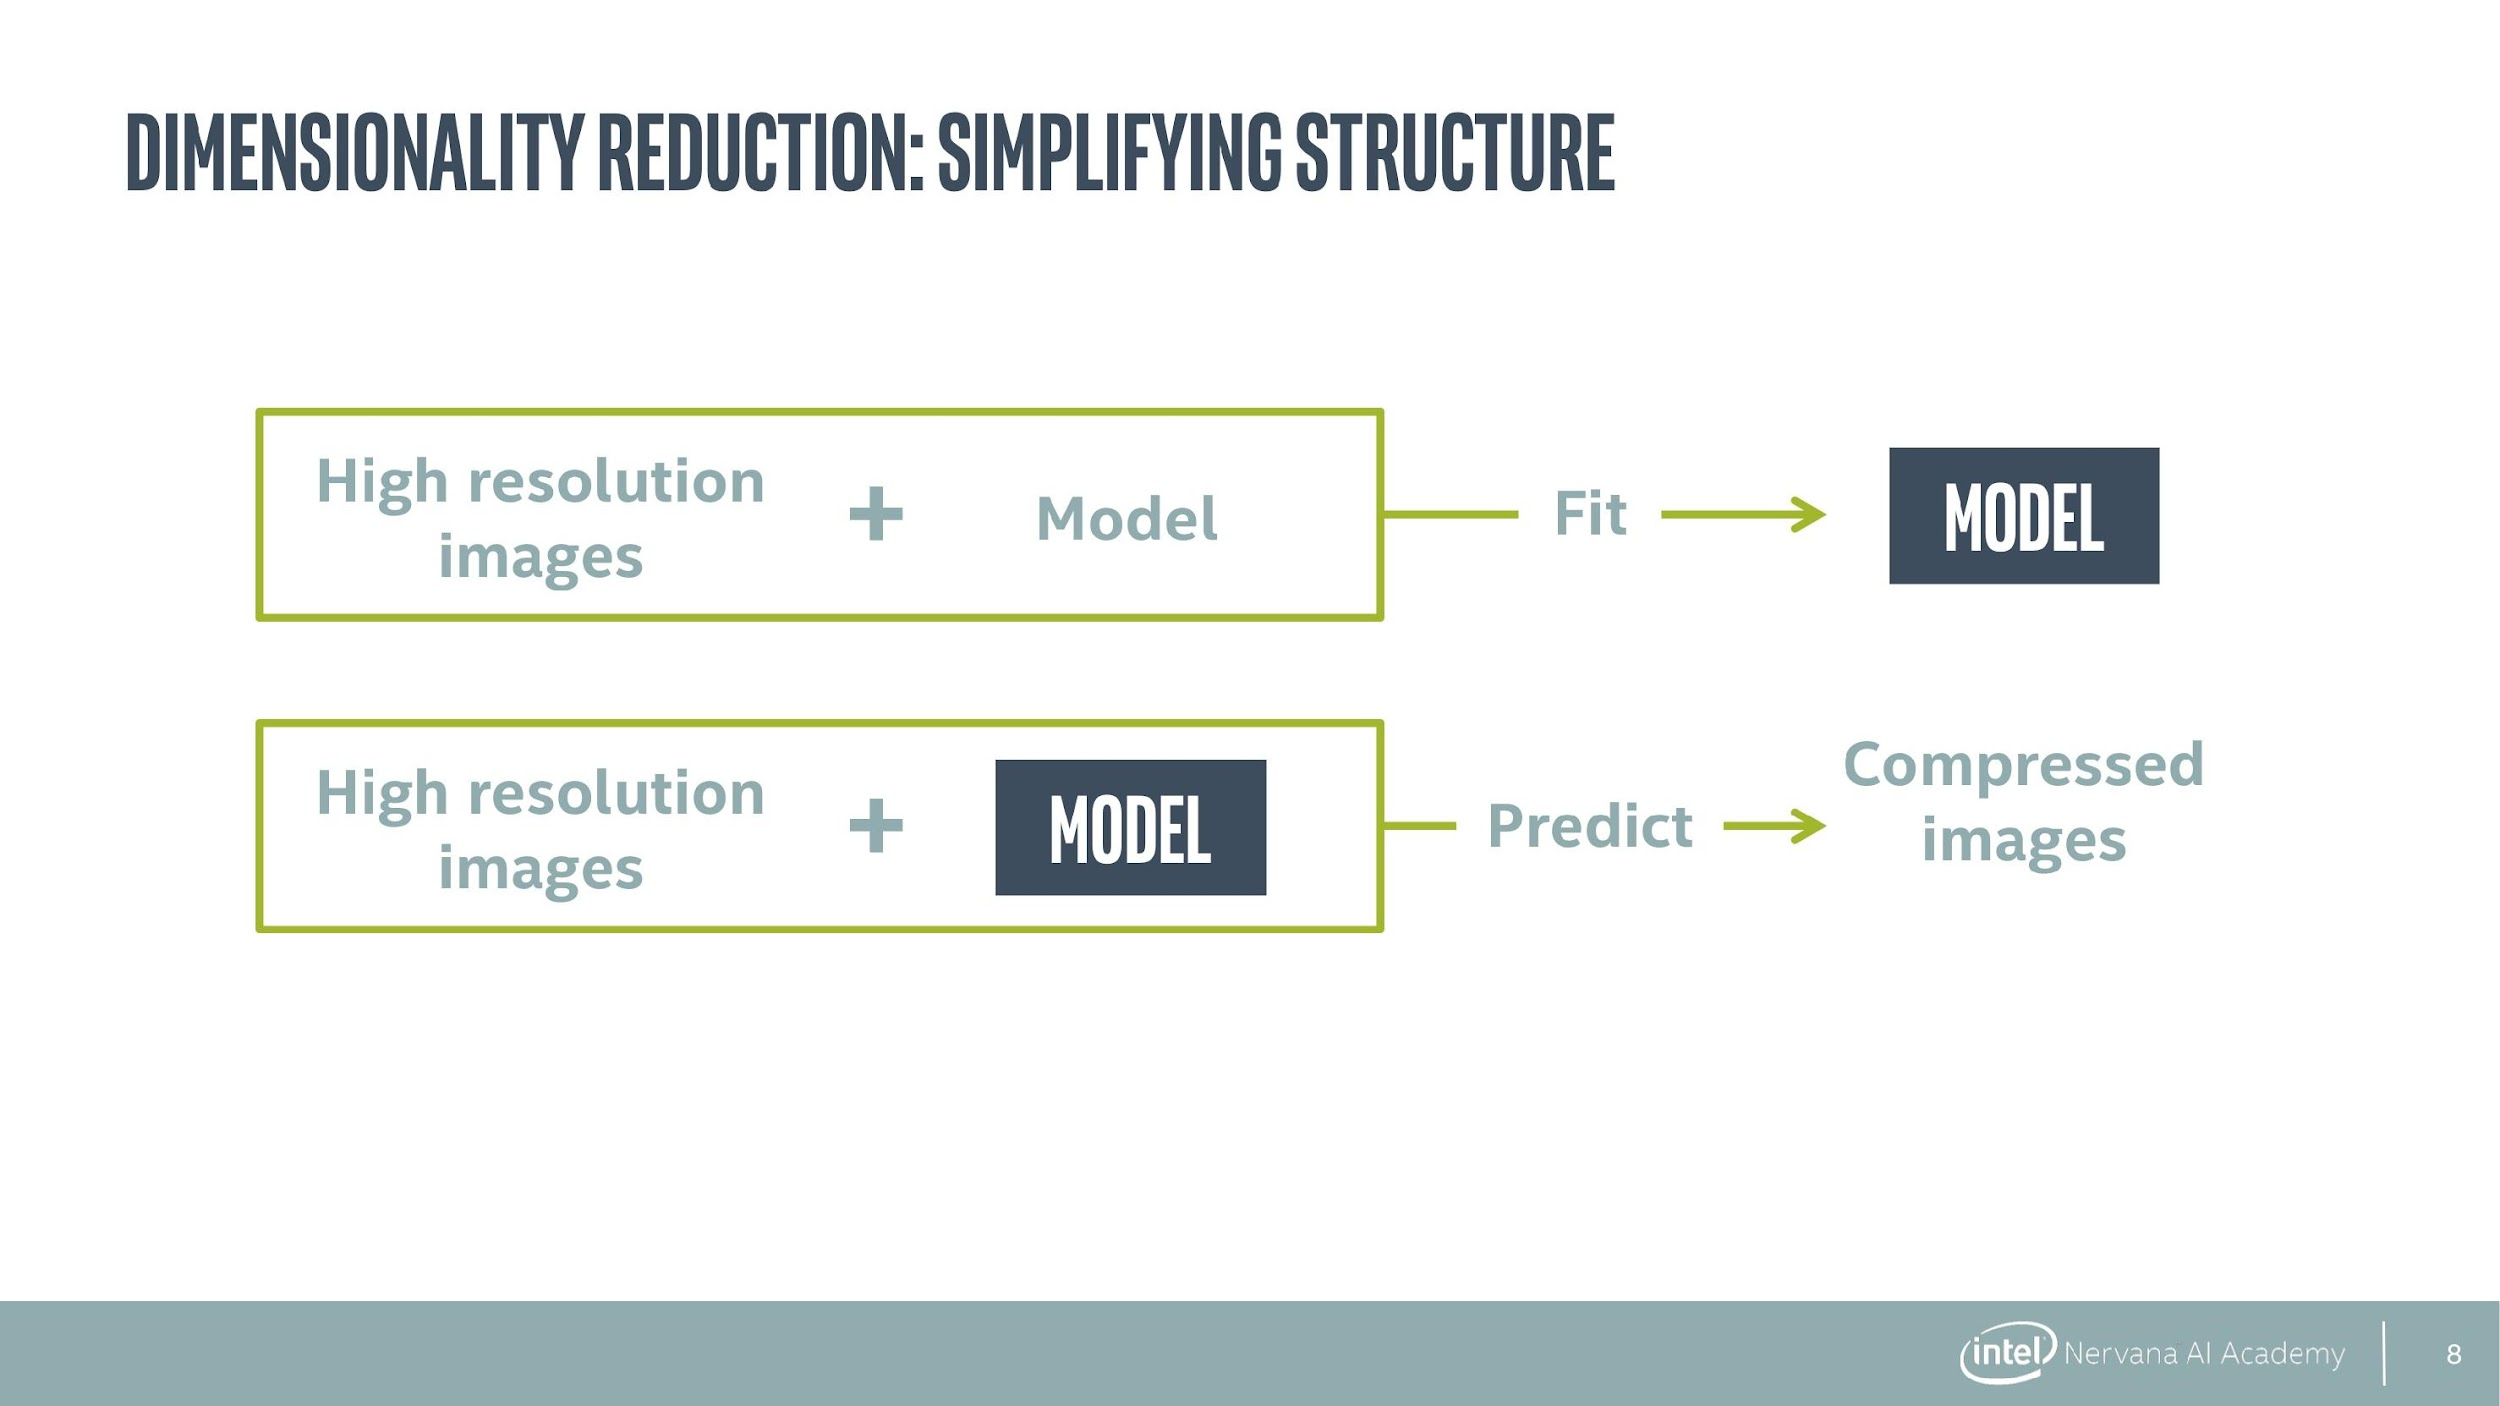 DIMENSIONALITY REDUCTION: SIMPLIFYING STRUCTURE
High resolution
images
+
Model
Fit
MODEL
High resolution
images
+
MODEL
Predict
Compressed
images
intel Nervana AI Academy
8